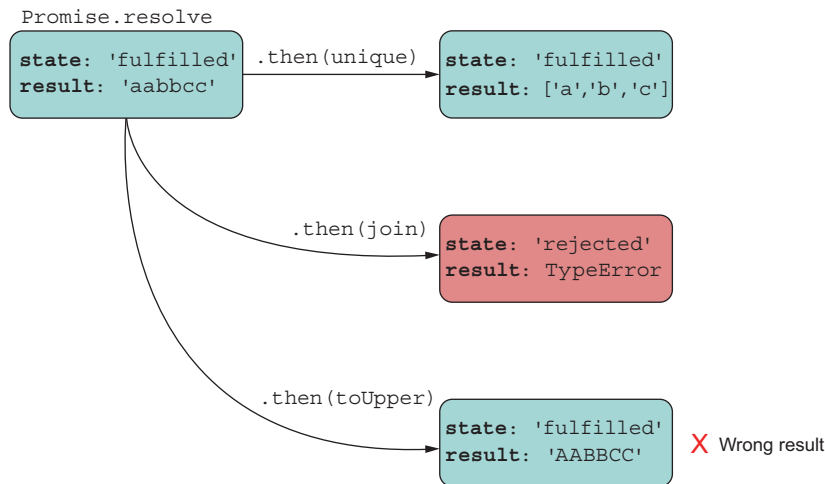 Promise.resolve
state: 'fulfilled'
result: 'aabbcc'
.then(unique)
state: 'fulfilled'
result: ['a','b','c']
.then(join)
state: 'rejected'
result: TypeError
.then(toUpper)
state: 'fulfilled'
result: 'AABBCC'
X Wrong result